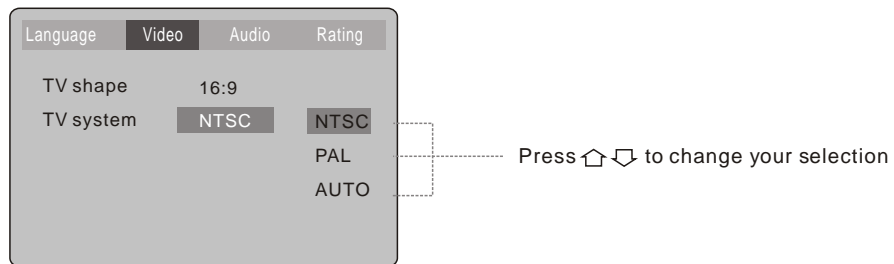 Language Video Audio Rating
TV shape 16:9
TV system NTSC NTSC
PAL
AUTO
Press ⇧ ⇩ to change your selection